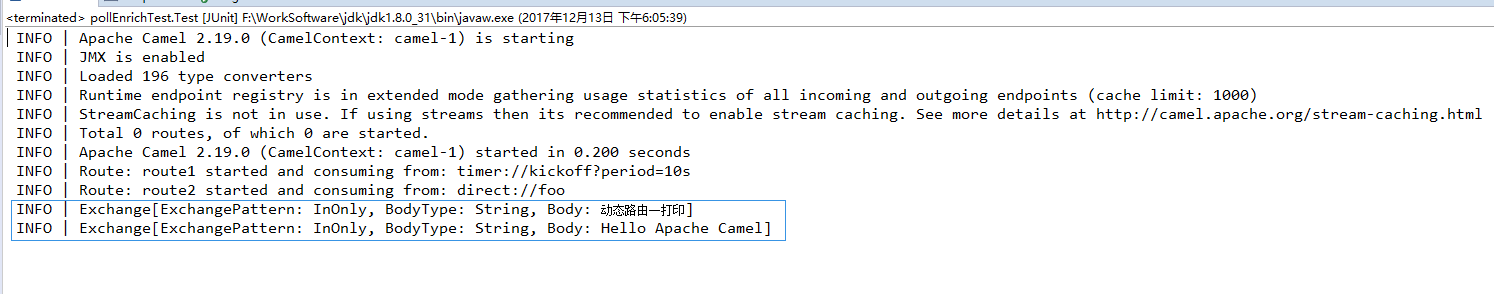 <terminated> pollEnrichTest.Test [JUnit] F:\WorkSoftware\jdk\jdk1.8.0_31\bin\javaw.exe (2017年12月13日 下午6:05:39)
INFO | Apache Camel 2.19.0 (CamelContext: camel-1) is starting
INFO | JMX is enabled
INFO | Loaded 196 type converters
INFO | Runtime endpoint registry is in extended mode gathering usage statistics of all incoming and outgoing endpoints (cache limit: 1000)
INFO | StreamCaching is not in use. If using streams then its recommended to enable stream caching. See more details at http://camel.apache.org/stream-caching.html
INFO | Total 0 routes, of which 0 are started.
INFO | Apache Camel 2.19.0 (CamelContext: camel-1) started in 0.200 seconds
INFO | Route: route1 started and consuming from: timer://kickoff?period=10s
INFO | Route: route2 started and consuming from: direct://foo
INFO | Exchange[ExchangePattern: InOnly, BodyType: String, Body: 动态路由一打印]
INFO | Exchange[ExchangePattern: InOnly, BodyType: String, Body: Hello Apache Camel]